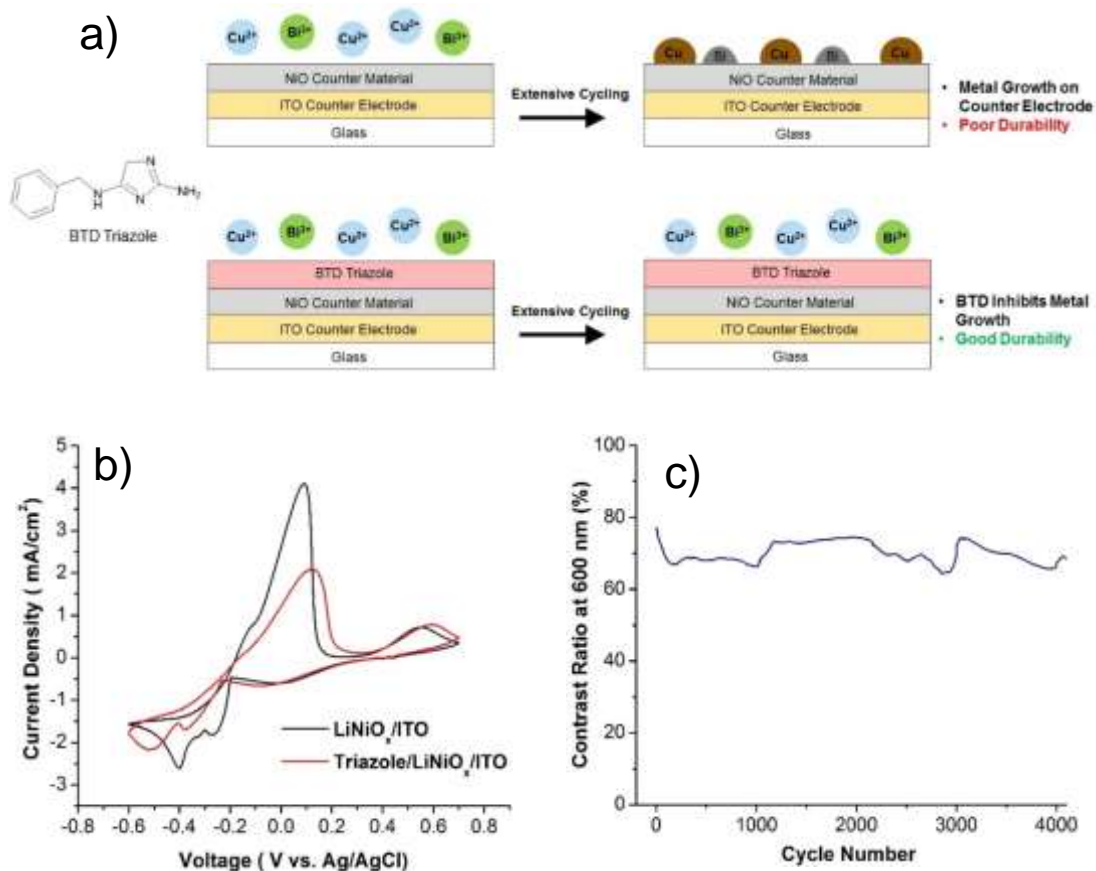 a)
Cu²⁺ Bi³⁺ Cu²⁺ Cu²⁺ Bi³⁺
NiO Counter Material
ITO Counter Electrode
Glass
Extensive Cycling
Cu Bi Cu Bi Cu
NiO Counter Material
ITO Counter Electrode
Glass
• Metal Growth on
Counter Electrode
• Poor Durability
N
N
H
N
NH₂
BTD Triazole
Cu²⁺ Bi³⁺ Cu²⁺ Cu²⁺ Bi³⁺
BTD Triazole
NiO Counter Material
ITO Counter Electrode
Glass
Extensive Cycling
Cu²⁺ Bi³⁺ Cu²⁺ Cu²⁺ Bi³⁺
BTD Triazole
NiO Counter Material
ITO Counter Electrode
Glass
• BTD Inhibits Metal
Growth
• Good Durability
b)
Current Density ( mA/cm²)
5
4
3
2
1
0
-1
-2
-3
LiNiOₓ/ITO
Triazole/LiNiOₓ/ITO
-0.8 -0.6 -0.4 -0.2 0.0 0.2 0.4 0.6 0.8
Voltage ( V vs. Ag/AgCl)
c)
Contrast Ratio at 600 nm (%)
100
80
60
40
20
0
0 1000 2000 3000 4000
Cycle Number